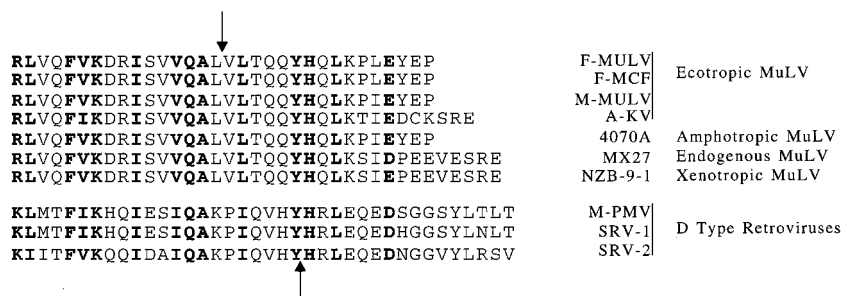 RLVQFVKDRISVVQALVLTQQYHQLKPLEYEP F-MULV
RLVQFVKDRISVVQALVLTQQYHQLKPLEYEP F-MCF Ecotropic MuLV
RLVQFVKDRISVVQALVLTQQYHQLKPIEYEP M-MULV
RLVQFIKDRISVVQALVLTQQYHQLKTIEDCKSRE A-KV
RLVQFVKDRISVVQALVLTQQYHQLKPIEYEP 4070A Amphotropic MuLV
RLVQFVKDRISVVQALVLTQQYHQLKSIDPEEVESRE MX27 Endogenous MuLV
RLVQFVKDRISVVQALVLTQQYHQLKSIEPEEVESRE NZB-9-1 Xenotropic MuLV
KLMTFIKHQIESIQAKPIQVHYHRLEQEDSGGSYLTLT M-PMV
KLMTFIKHQIESIQAKPIQVHYHRLEQEDHGGSYLNLT SRV-1 D Type Retroviruses
KIITFVKQQIDAIQAKPIQVHYHRLEQEDNGGVYLRSV SRV-2